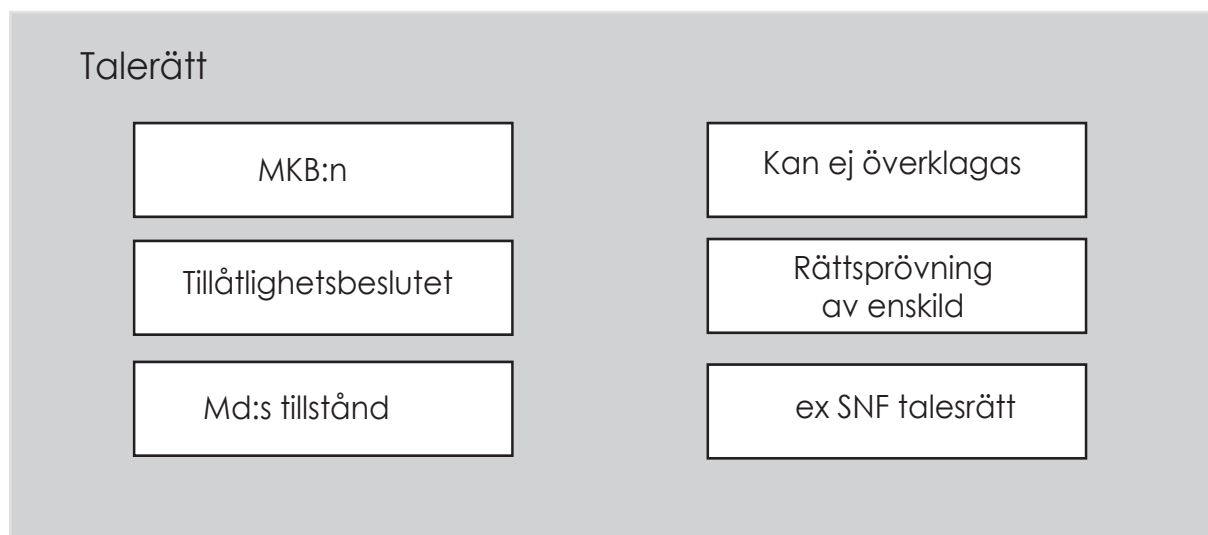 Talerätt
MKB:n
Kan ej överklagas
Tillåtlighetsbeslutet
Rättsprövning
av enskild
Md:s tillstånd
ex SNF talesrätt